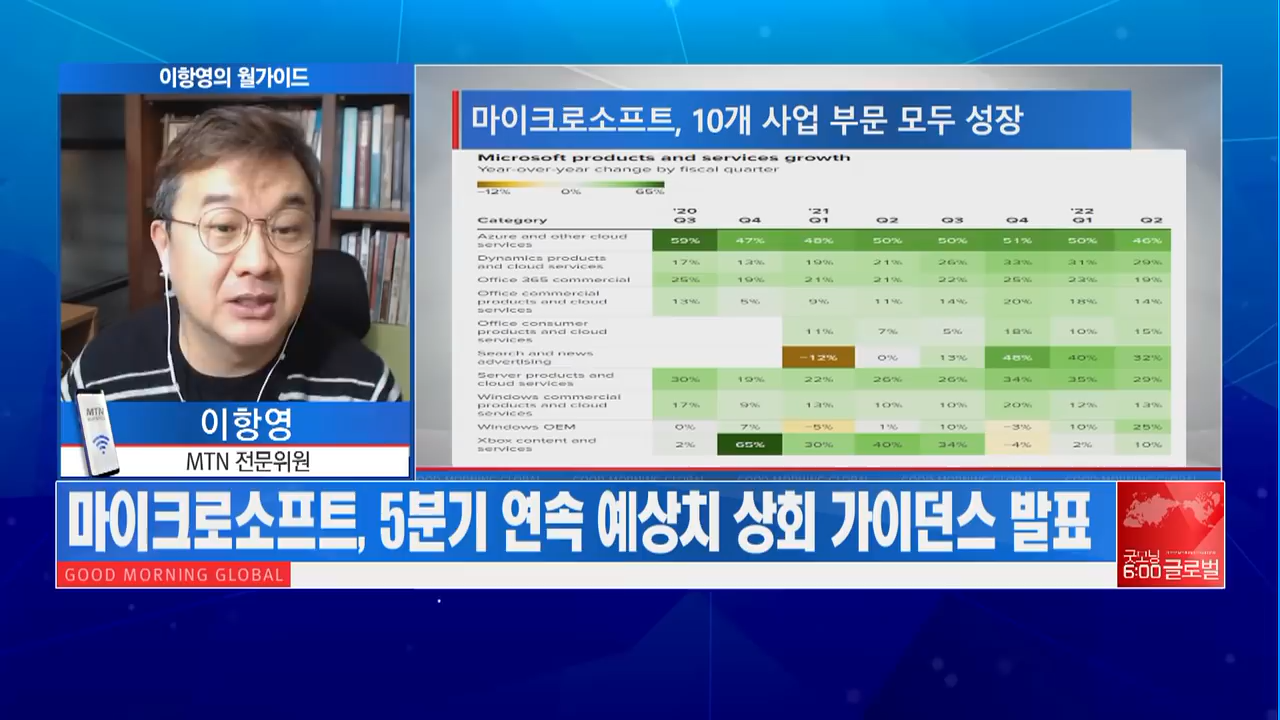 이항영의 월가이드
마이크로소프트, 10개 사업 부문 모두 성장
Microsoft products and services growth
Year-over-year change by fiscal quarter
−12% 0% 65%
'20 '21 '22
Category Q3 Q4 Q1 Q2 Q3 Q4 Q1 Q2
Azure and other cloud
services 59% 47% 48% 50% 50% 51% 50% 46%
Dynamics products
and cloud services 17% 13% 19% 21% 26% 33% 31% 29%
Office 365 commercial 25% 19% 21% 21% 22% 25% 23% 19%
Office commercial
products and cloud
services 13% 5% 9% 11% 14% 20% 18% 14%
Office consumer
products and cloud
services 11% 7% 5% 18% 10% 15%
Search and news
advertising −12% 0% 13% 48% 40% 32%
Server products and
cloud services 30% 19% 22% 26% 26% 34% 35% 29%
Windows commercial
products and cloud
services 17% 9% 13% 10% 10% 20% 12% 13%
Windows OEM 0% 7% −5% 1% 10% −3% 10% 25%
Xbox content and
services 2% 65% 30% 40% 34% −4% 2% 10%
MTN
이항영
MTN 전문위원
마이크로소프트, 5분기 연속 예상치 상회 가이던스 발표
GOOD MORNING GLOBAL
굿모닝
6:00 글로벌